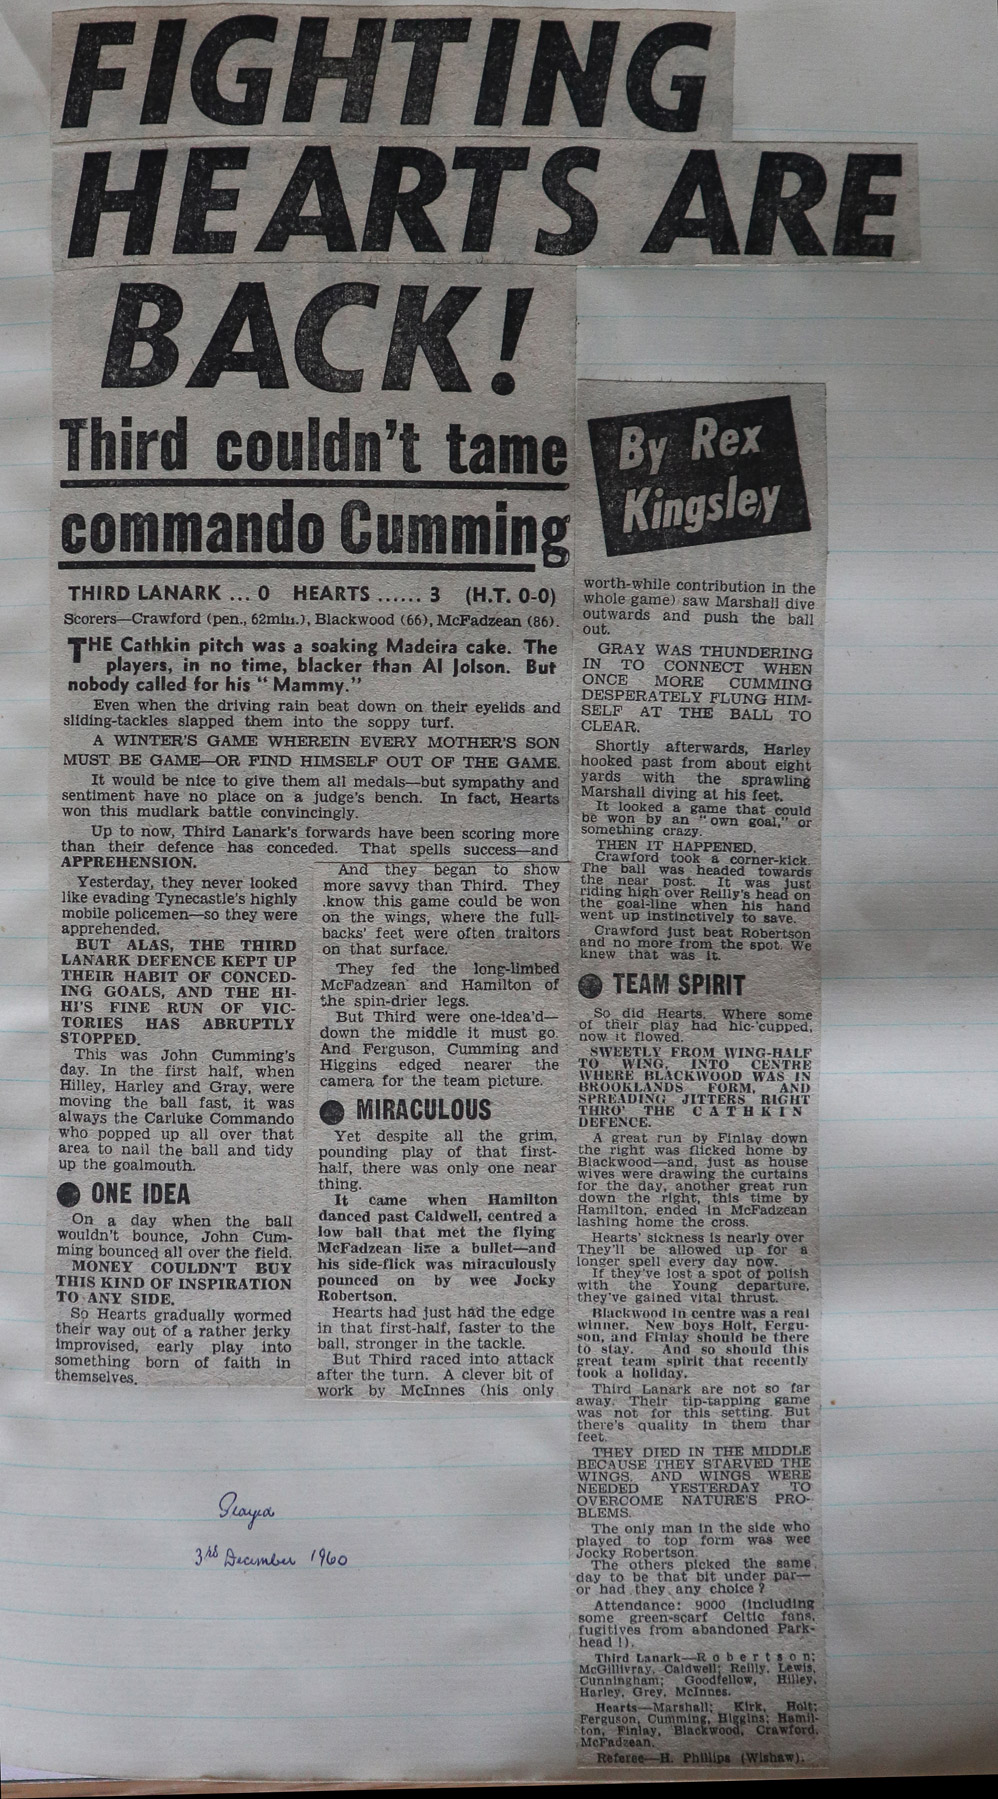 FIGHTING
HEARTS ARE
BACK!
Third couldn't tame
commando Cumming
By Rex
Kingsley
THIRD LANARK ... 0 HEARTS ...... 3 (H.T. 0-0)
Scorers—Crawford (pen., 62min.), Blackwood (66), McFadzean (86).
THE Cathkin pitch was a soaking Madeira cake. The
players, in no time, blacker than Al Jolson. But
nobody called for his "Mammy."
Even when the driving rain beat down on their eyelids and
sliding-tackles slapped them into the soppy turf.
A WINTER'S GAME WHEREIN EVERY MOTHER'S SON
MUST BE GAME—OR FIND HIMSELF OUT OF THE GAME.
It would be nice to give them all medals—but sympathy and
sentiment have no place on a judge's bench. In fact, Hearts
won this mudlark battle convincingly.
Up to now, Third Lanark's forwards have been scoring more
than their defence has conceded. That spells success—and
APPREHENSION.
Yesterday, they never looked
like evading Tynecastle's highly
mobile policemen—so they were
apprehended.
BUT ALAS, THE THIRD
LANARK DEFENCE KEPT UP
THEIR HABIT OF CONCED-
ING GOALS, AND THE HI-
HI'S FINE RUN OF VIC-
TORIES HAS ABRUPTLY
STOPPED.
This was John Cumming's
day. In the first half, when
Hilley, Harley and Gray, were
moving the ball fast, it was
always the Carluke Commando
who popped up all over that
area to nail the ball and tidy
up the goalmouth.
● ONE IDEA
On a day when the ball
wouldn't bounce, John Cum-
ming bounced all over the field.
MONEY COULDN'T BUY
THIS KIND OF INSPIRATION
TO ANY SIDE.
So Hearts gradually wormed
their way out of a rather jerky
improvised, early play into
something born of faith in
themselves.
And they began to show
more savvy than Third. They
know this game could be won
on the wings, where the full-
backs' feet were often traitors
on that surface.
They fed the long-limbed
McFadzean and Hamilton of
the spin-drier legs.
But Third were one-idea'd—
down the middle it must go.
And Ferguson, Cumming and
Higgins edged nearer the
camera for the team picture.
● MIRACULOUS
Yet despite all the grim,
pounding play of that first-
half, there was only one near
thing.
It came when Hamilton
danced past Caldwell, centred a
low ball that met the flying
McFadzean like a bullet—and
his side-flick was miraculously
pounced on by wee Jocky
Robertson.
Hearts had just had the edge
in that first-half, faster to the
ball, stronger in the tackle.
But Third raced into attack
after the turn. A clever bit of
work by McInnes (his only
worth-while contribution in the
whole game) saw Marshall dive
outwards and push the ball
out.
GRAY WAS THUNDERING
IN TO CONNECT WHEN
ONCE MORE CUMMING
DESPERATELY FLUNG HIM-
SELF AT THE BALL TO
CLEAR.
Shortly afterwards, Harley
hooked past from about eight
yards with the sprawling
Marshall diving at his feet.
It looked a game that could
be won by an "own goal," or
something crazy.
THEN IT HAPPENED.
Crawford took a corner-kick.
The ball was headed towards
the near post. It was just
riding high over Reilly's head on
the goal-line when his hand
went up instinctively to save.
Crawford just beat Robertson
and no more from the spot. We
knew that was it.
● TEAM SPIRIT
So did Hearts. Where some
of their play had hic-'cupped,
now it flowed.
SWEETLY FROM WING-HALF
TO WING, INTO CENTRE
WHERE BLACKWOOD WAS IN
BROOKLANDS FORM, AND
SPREADING JITTERS RIGHT
THRO' THE CATHKIN
DEFENCE.
A great run by Finlay down
the right was flicked home by
Blackwood—and, just as house
wives were drawing the curtains
for the day, another great run
down the right, this time by
Hamilton, ended in McFadzean
lashing home the cross.
Hearts' sickness is nearly over
They'll be allowed up for a
longer spell every day now.
If they've lost a spot of polish
with the Young departure,
they've gained vital thrust.
Blackwood in centre was a real
winner. New boys Holt, Fergu-
son, and Finlay should be there
to stay. And so should this
great team spirit that recently
took a holiday.
Third Lanark are not so far
away. Their tip-tapping game
was not for this setting. But
there's quality in them thar
feet.
THEY DIED IN THE MIDDLE
BECAUSE THEY STARVED THE
WINGS. AND WINGS WERE
NEEDED YESTERDAY TO
OVERCOME NATURE'S PRO-
BLEMS.
The only man in the side who
played to top form was wee
Jocky Robertson.
The others picked the same
day to be that bit under par—
or had they any choice?
Attendance: 9000 (including
some green-scarf Celtic fans,
fugitives from abandoned Park-
head!).
Third Lanark—Robertson;
McGillivray, Caldwell; Reilly, Lewis,
Cunningham; Goodfellow, Hilley,
Harley, Grey, McInnes.
Hearts—Marshall; Kirk, Holt;
Ferguson, Cumming, Higgins; Hamil-
ton, Finlay, Blackwood, Crawford,
McFadzean.
Referee—H. Phillips (Wishaw).
Played
3rd December 1960